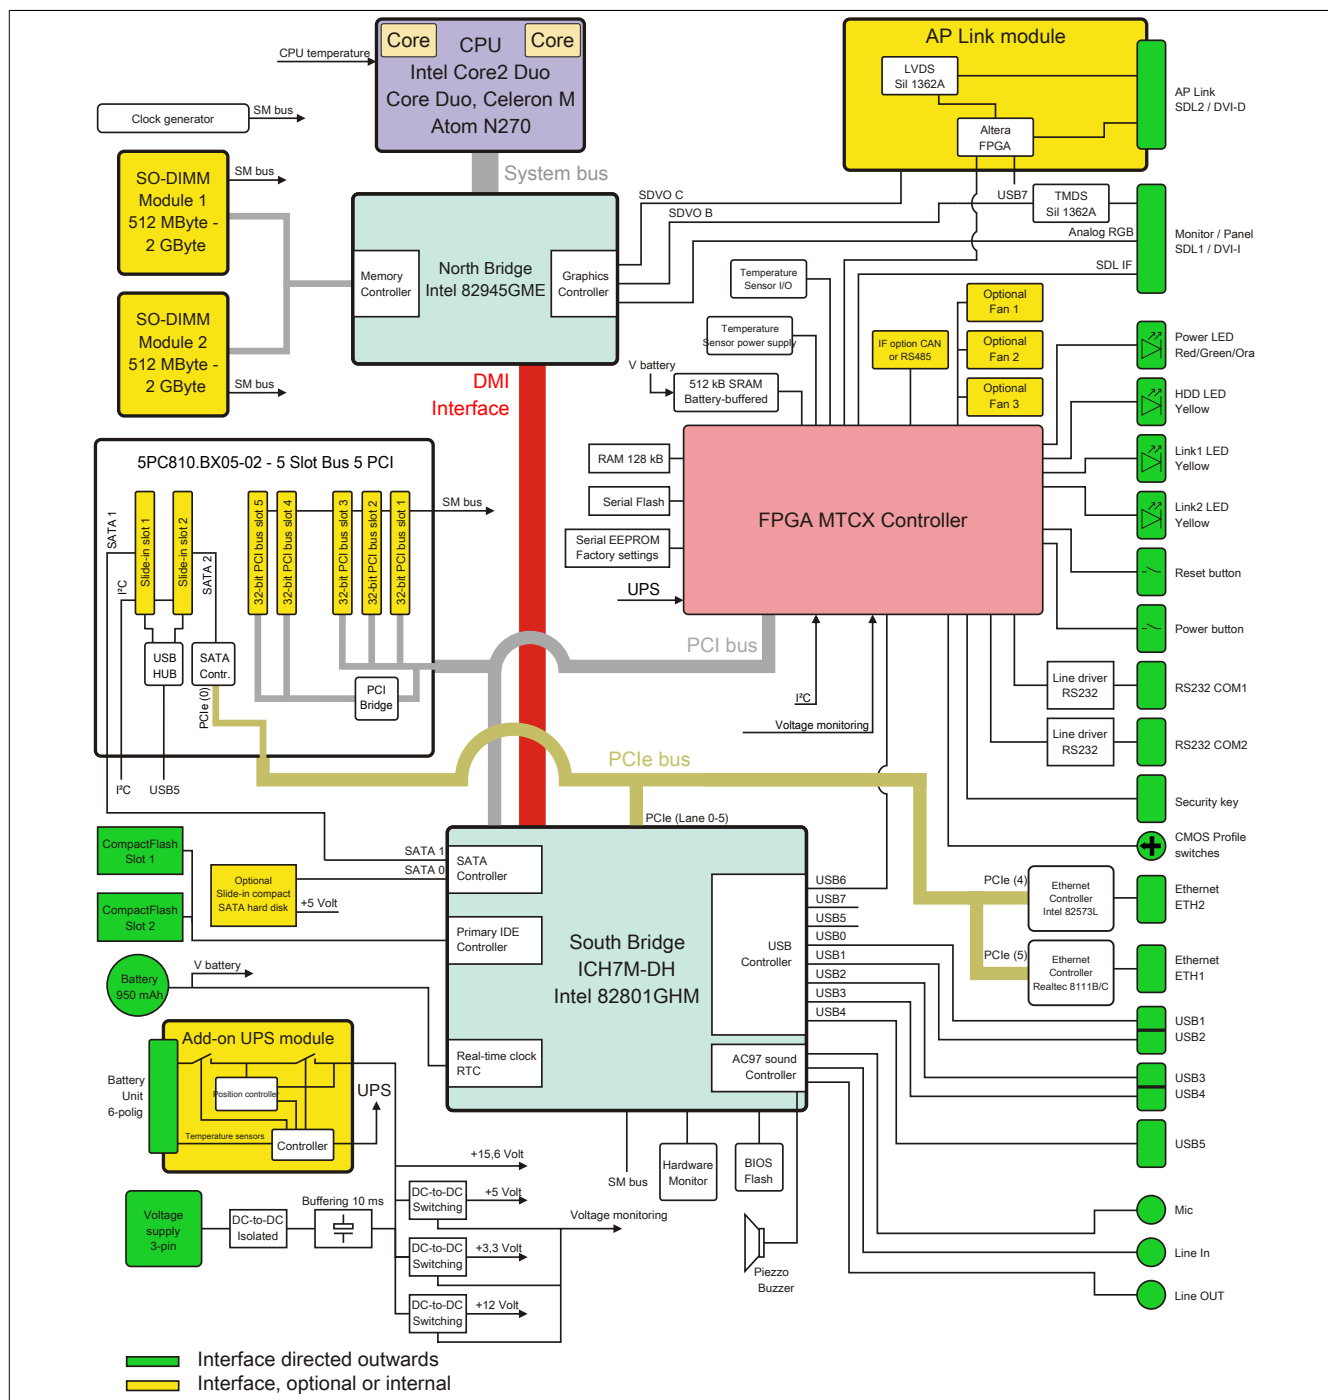 Core
CPU
Core
Intel Core2 Duo
Core Duo, Celeron M
Atom N270
CPU temperature
Clock generator
SM bus
SO-DIMM
Module 1
512 MByte -
2 GByte
SM bus
SO-DIMM
Module 2
512 MByte -
2 GByte
SM bus
System bus
Memory
Controller
North Bridge
Intel 82945GME
Graphics
Controller
SDVO C
SDVO B
Analog RGB
SDL IF
USB7
AP Link module
LVDS
Sil 1362A
Altera
FPGA
AP Link
SDL2 / DVI-D
TMDS
Sil 1362A
Monitor / Panel
SDL1 / DVI-I
DMI
Interface
Temperature
Sensor I/O
Temperature
Sensor power supply
V battery
512 kB SRAM
Battery-buffered
IF option CAN
or RS485
Optional
Fan 1
Optional
Fan 2
Optional
Fan 3
Power LED
Red/Green/Ora
HDD LED
Yellow
Link1 LED
Yellow
Link2 LED
Yellow
Reset button
Power button
RAM 128 kB
Serial Flash
Serial EEPROM
Factory settings
UPS
FPGA MTCX Controller
5PC810.BX05-02 - 5 Slot Bus 5 PCI
SATA 1
I²C
Slide-in slot 1
Slide-in slot 2
SATA 2
32-bit PCI bus slot 5
32-bit PCI bus slot 4
32-bit PCI bus slot 3
32-bit PCI bus slot 2
32-bit PCI bus slot 1
SM bus
USB
HUB
SATA
Contr.
PCIe (0)
PCI
Bridge
I²C
USB5
PCI bus
I²C
Voltage monitoring
Line driver
RS232
RS232 COM1
Line driver
RS232
RS232 COM2
PCIe bus
PCIe (Lane 0-5)
Security key
CMOS Profile
switches
CompactFlash
Slot 1
CompactFlash
Slot 2
Optional
Slide-in compact
SATA hard disk
+5 Volt
SATA 1
SATA 0
SATA
Controller
Primary IDE
Controller
South Bridge
ICH7M-DH
Intel 82801GHM
USB
Controller
USB6
USB7
USB5
USB0
USB1
USB2
USB3
USB4
PCIe (4)
Ethernet
Controller
Intel 82573L
Ethernet
ETH2
PCIe (5)
Ethernet
Controller
Realtec 8111B/C
Ethernet
ETH1
Battery
950 mAh
V battery
Real-time clock
RTC
AC97 sound
Controller
USB1
USB2
USB3
USB4
USB5
Add-on UPS module
Battery
Unit
6-polig
Position controller
Temperature sensors
Controller
UPS
SM bus
Hardware
Monitor
BIOS
Flash
Piezzo
Buzzer
Mic
Line In
Line OUT
Voltage
supply
3-pin
DC-to-DC
Isolated
Buffering 10 ms
+15,6 Volt
DC-to-DC
Switching
+5 Volt
Voltage monitoring
DC-to-DC
Switching
+3,3 Volt
DC-to-DC
Switching
+12 Volt
Interface directed outwards
Interface, optional or internal